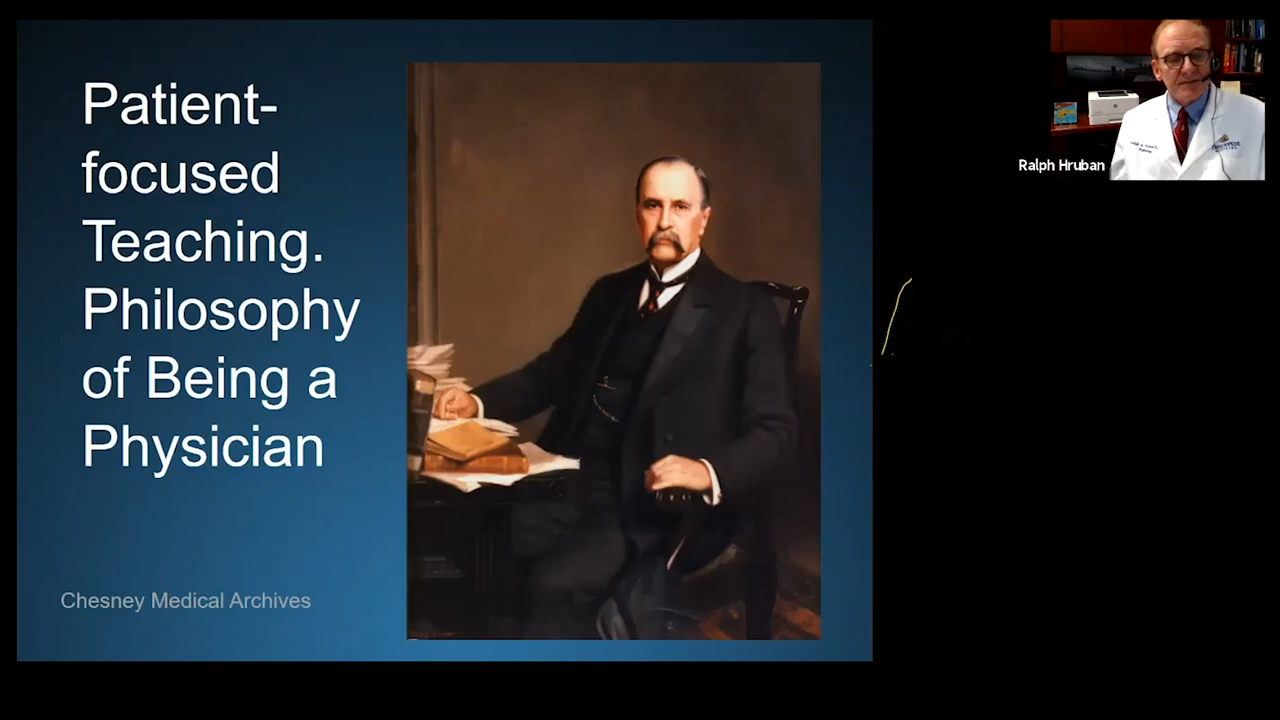 Patient-
focused
Teaching.
Philosophy
of Being a
Physician
Chesney Medical Archives
Ralph Hruban